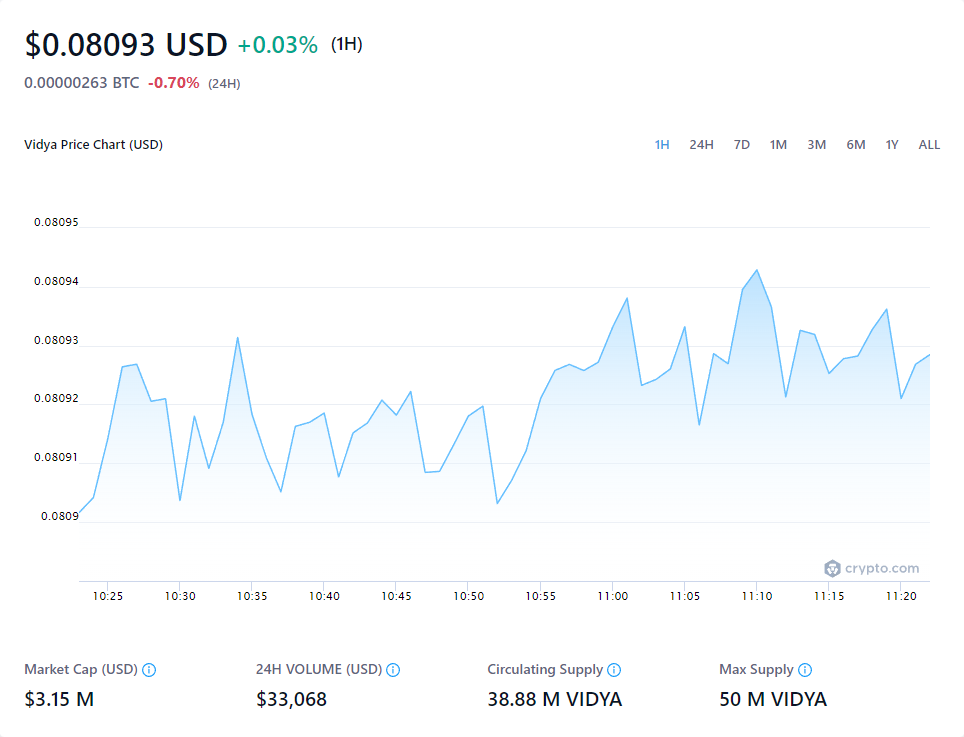 $0.08093 USD +0.03% (1H)
0.00000263 BTC -0.70% (24H)
Vidya Price Chart (USD) 1H 24H 7D 1M 3M 6M 1Y ALL
0.08095
0.08094
0.08093
0.08092
0.08091
0.0809
crypto.com
10:25 10:30 10:35 10:40 10:45 10:50 10:55 11:00 11:05 11:10 11:15 11:20
Market Cap (USD) 24H VOLUME (USD) Circulating Supply Max Supply
$3.15 M $33,068 38.88 M VIDYA 50 M VIDYA